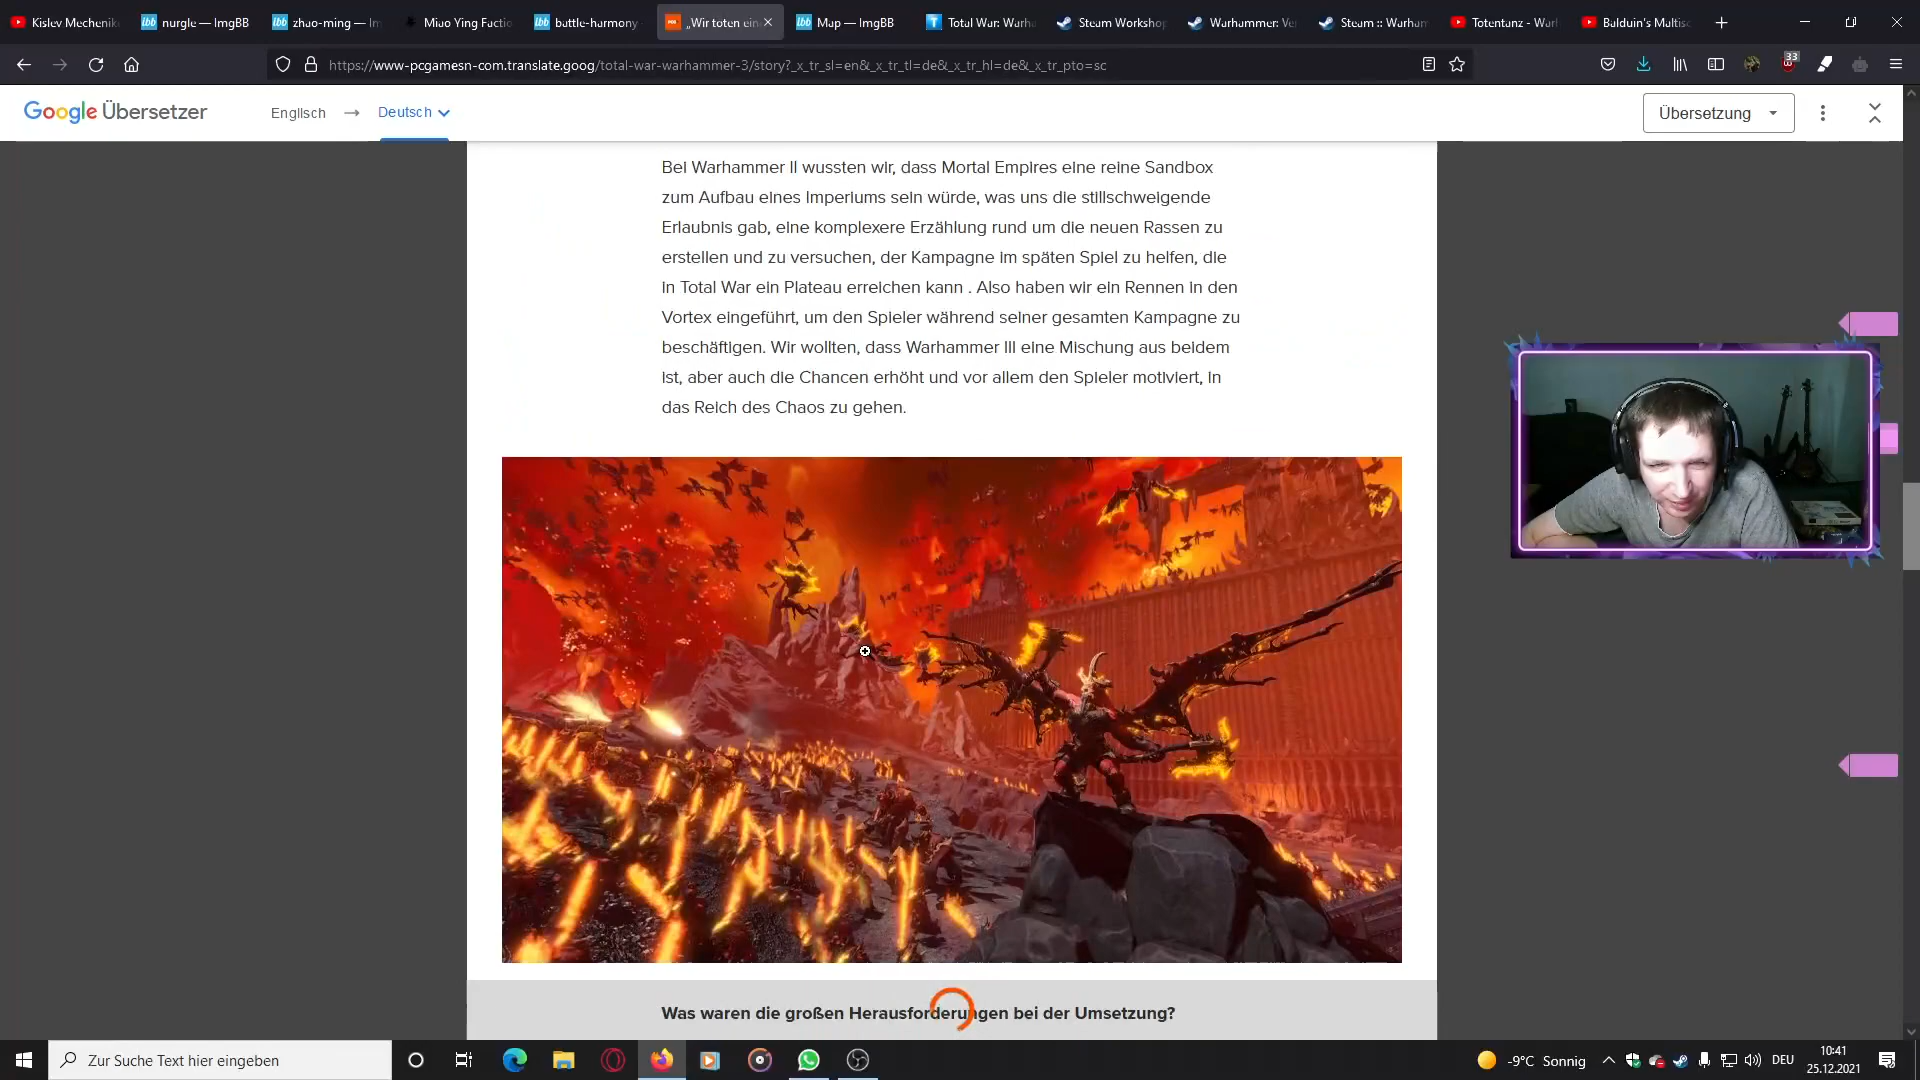 Kislev Mechenike
nurgle — ImgBB
zhao-ming — Im
Miao Ying Factio
battle-harmony
„Wir toten ein
Map — ImgBB
Total War: Warha
Steam Workshop
Warhammer: Ve
Steam :: Warham
Totentanz - Warl
Balduin's Maltisc
https://www-pcgamesn-com.translate.goog/total-war-warhammer-3/story?_x_tr_sl=en&_x_tr_tl=de&_x_tr_hl=de&_x_tr_pto=sc
33
Google Übersetzer
Englisch
Deutsch
Übersetzung
Bei Warhammer II wussten wir, dass Mortal Empires eine reine Sandbox
zum Aufbau eines Imperiums sein würde, was uns die stillschweigende
Erlaubnis gab, eine komplexere Erzählung rund um die neuen Rassen zu
erstellen und zu versuchen, der Kampagne im späten Spiel zu helfen, die
in Total War ein Plateau erreichen kann . Also haben wir ein Rennen in den
Vortex eingeführt, um den Spieler während seiner gesamten Kampagne zu
beschäftigen. Wir wollten, dass Warhammer III eine Mischung aus beidem
ist, aber auch die Chancen erhöht und vor allem den Spieler motiviert, in
das Reich des Chaos zu gehen.
Was waren die großen Herausforderungen bei der Umsetzung?
Zur Suche Text hier eingeben
-9°C Sonnig
DEU
10:41
25.12.2021